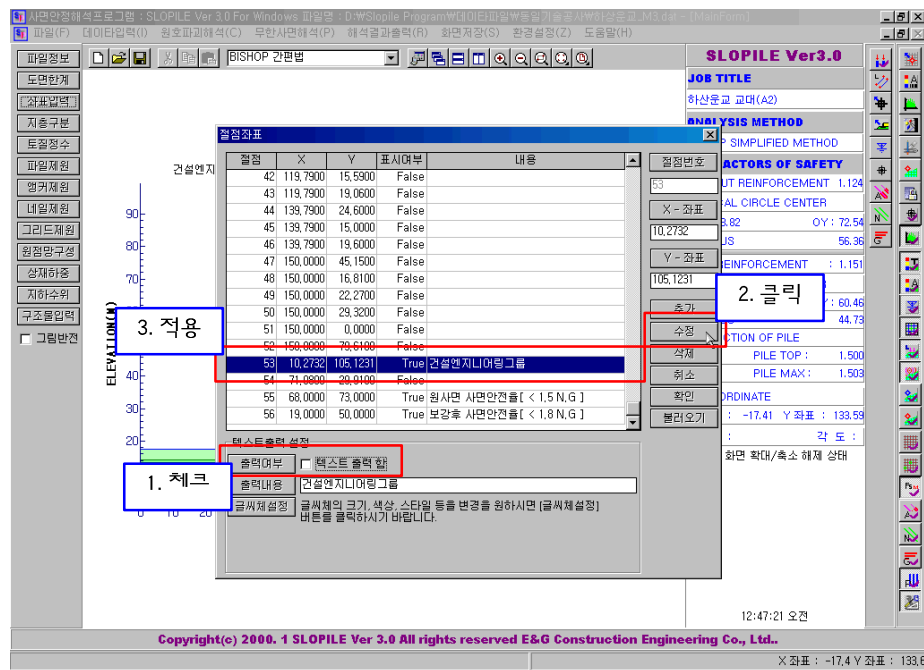 사면안정해석프로그램 : SLOPILE Ver 3,0 For Windows 파일명 : D:₩Slopile Program₩데이타파일₩동일기술공사₩하산운교_M3.dat - [Mainform]
파일(F) 데이타입력(I) 원호파괴해석(C) 무한사면해석(P) 해석결과출력(R) 화면저장(S) 환경설정(Z) 도움말(H)
파일정보
도면한계
좌표입력
지층구분
토질정수
파일제원
앵커제원
네일제원
그리드제원
원점망구성
상재하중
지하수위
구조물입력
그림반전
BISHOP 간편법
건설엔지
ELEVATION(M)
90
80
70
40
30
20
0 10 20
절점좌표
절점 X Y 표시여부 내용
42 119,7900 15,5900 False
43 119,7900 19,0600 False
44 139,7900 24,6000 False
45 139,7900 15,0000 False
46 139,7900 19,6000 False
47 150,0000 45,1500 False
48 150,0000 16,8100 False
49 150,0000 22,2700 False
50 150,0000 29,3200 False
51 150,0000 0,0000 False
52 150,0000 79,6100 False
53 10,2732 105,1231 True 건설엔지니어링그룹
54 71,0800 20,0100 False
55 68,0000 73,0000 True 원사면 사면안전율[ < 1,5 N,G ]
56 19,0000 50,0000 True 보강후 사면안전율[ < 1,8 N,G ]
절점번호
53
X - 좌표
10,2732
Y - 좌표
105,1231
추가
수정
삭제
취소
확인
불러오기
텍스트출력 설정
출력여부 텍스트 출력 함
출력내용 건설엔지니어링그룹
글씨체설정 글씨체의 크기, 색상, 스타일 등을 변경을 원하시면 [글씨체설정]
버튼를 클릭하시기 바랍니다.
1. 체크
2. 클릭
3. 적용
SLOPILE Ver3.0
JOB TITLE
하산운교 교대(A2)
ANALYSIS METHOD
P SIMPLIFIED METHOD
ACTORS OF SAFETY
UT REINFORCEMENT 1.124
AL CIRCLE CENTER
8.82 OY : 72.54
US 56.36
REINFORCEMENT : 1.151
: 60.46
44.73
CTION OF PILE
PILE TOP : 1.500
PILE MAX : 1.503
ORDINATE
: -17.41 Y 좌표 : 133.59
: 각 도 :
화면 확대/축소 해제 상태
12:47:21 오전
Copyright(c) 2000. 1 SLOPILE Ver 3.0 All rights reserved E&G Construction Engineering Co., Ltd..
X 좌표 : -17,4 Y 좌표 : 133,5